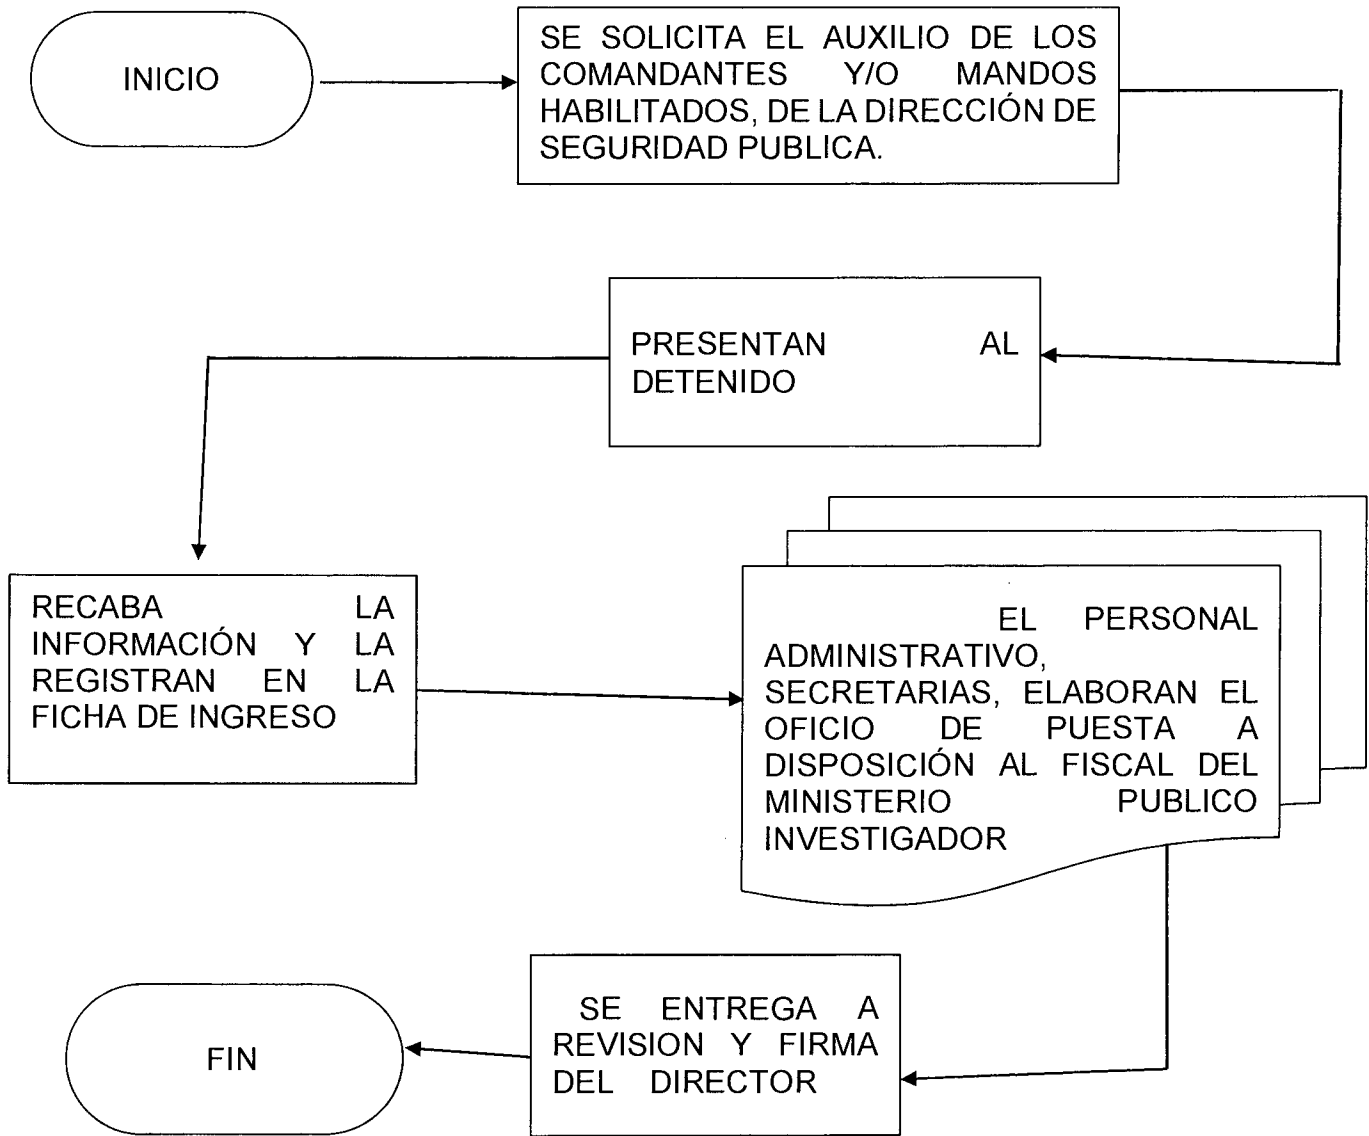 INICIO
SE SOLICITA EL AUXILIO DE LOS
COMANDANTES Y/O MANDOS
HABILITADOS, DE LA DIRECCIÓN DE
SEGURIDAD PUBLICA.
PRESENTAN AL
DETENIDO
RECABA LA
INFORMACIÓN Y LA
REGISTRAN EN LA
FICHA DE INGRESO
EL PERSONAL
ADMINISTRATIVO,
SECRETARIAS, ELABORAN EL
OFICIO DE PUESTA A
DISPOSICIÓN AL FISCAL DEL
MINISTERIO PUBLICO
INVESTIGADOR
SE ENTREGA A
REVISION Y FIRMA
DEL DIRECTOR
FIN